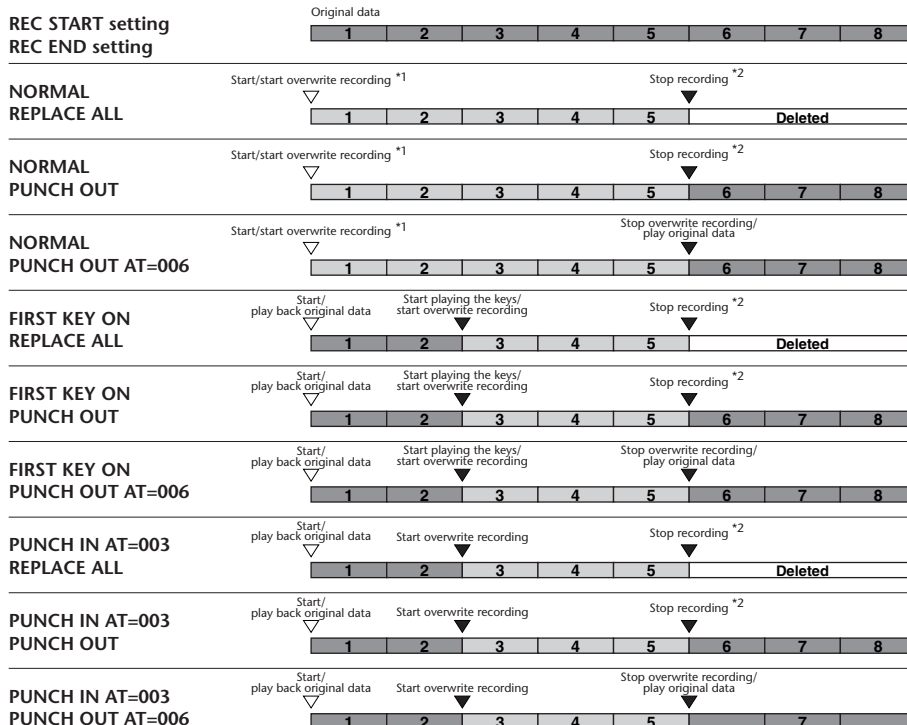 REC START setting
REC END setting
Original data
1 2 3 4 5 6 7 8
NORMAL
REPLACE ALL
Start/start overwrite recording *1
Stop recording *2
1 2 3 4 5 Deleted
NORMAL
PUNCH OUT
Start/start overwrite recording *1
Stop recording *2
1 2 3 4 5 6 7 8
NORMAL
PUNCH OUT AT=006
Start/start overwrite recording *1
Stop overwrite recording/
play original data
1 2 3 4 5 6 7 8
FIRST KEY ON
REPLACE ALL
Start/
play back original data
Start playing the keys/
start overwrite recording
Stop recording *2
1 2 3 4 5 Deleted
FIRST KEY ON
PUNCH OUT
Start/
play back original data
Start playing the keys/
start overwrite recording
Stop recording *2
1 2 3 4 5 6 7 8
FIRST KEY ON
PUNCH OUT AT=006
Start/
play back original data
Start playing the keys/
start overwrite recording
Stop overwrite recording/
play original data
1 2 3 4 5 6 7 8
PUNCH IN AT=003
REPLACE ALL
Start/
play back original data
Start overwrite recording
Stop recording *2
1 2 3 4 5 Deleted
PUNCH IN AT=003
PUNCH OUT
Start/
play back original data
Start overwrite recording
Stop recording *2
1 2 3 4 5 6 7 8
PUNCH IN AT=003
PUNCH OUT AT=006
Start/
play back original data
Start overwrite recording
Stop overwrite recording/
play original data
1 2 3 4 5 6 7 8